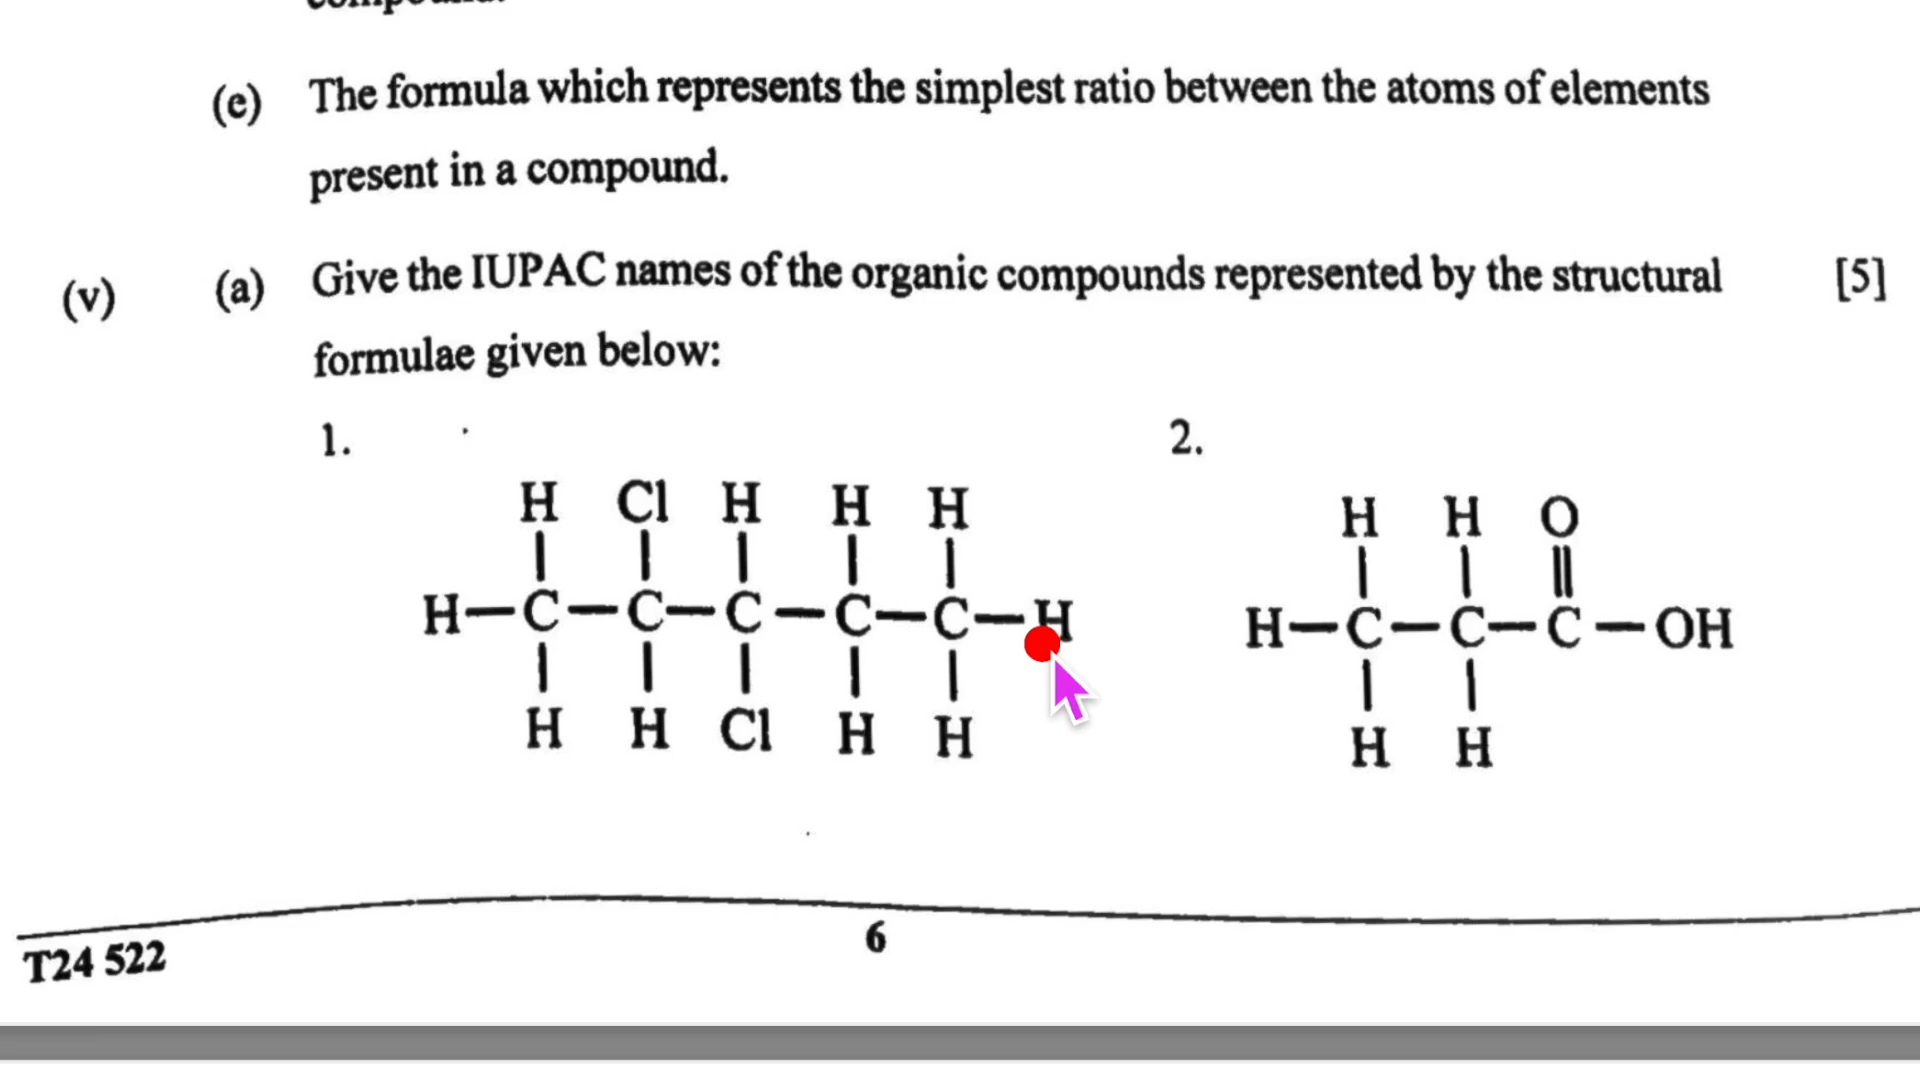 compound.
(e) The formula which represents the simplest ratio between the atoms of elements
present in a compound.
(v) (a) Give the IUPAC names of the organic compounds represented by the structural [5]
formulae given below:
1. 2.
H Cl H H H H H O
H—C—C—C—C—C—H H—C—C—C—OH
H H Cl H H H H
6
T24 522